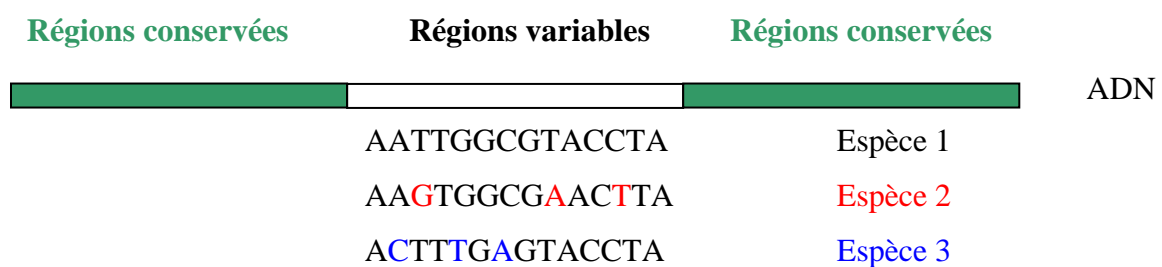 Régions conservées Régions variables Régions conservées
ADN
AATTGGCGTACCTA Espèce 1
AAGTGGCGAACTTA Espèce 2
ACTTTGAGTACCTA Espèce 3